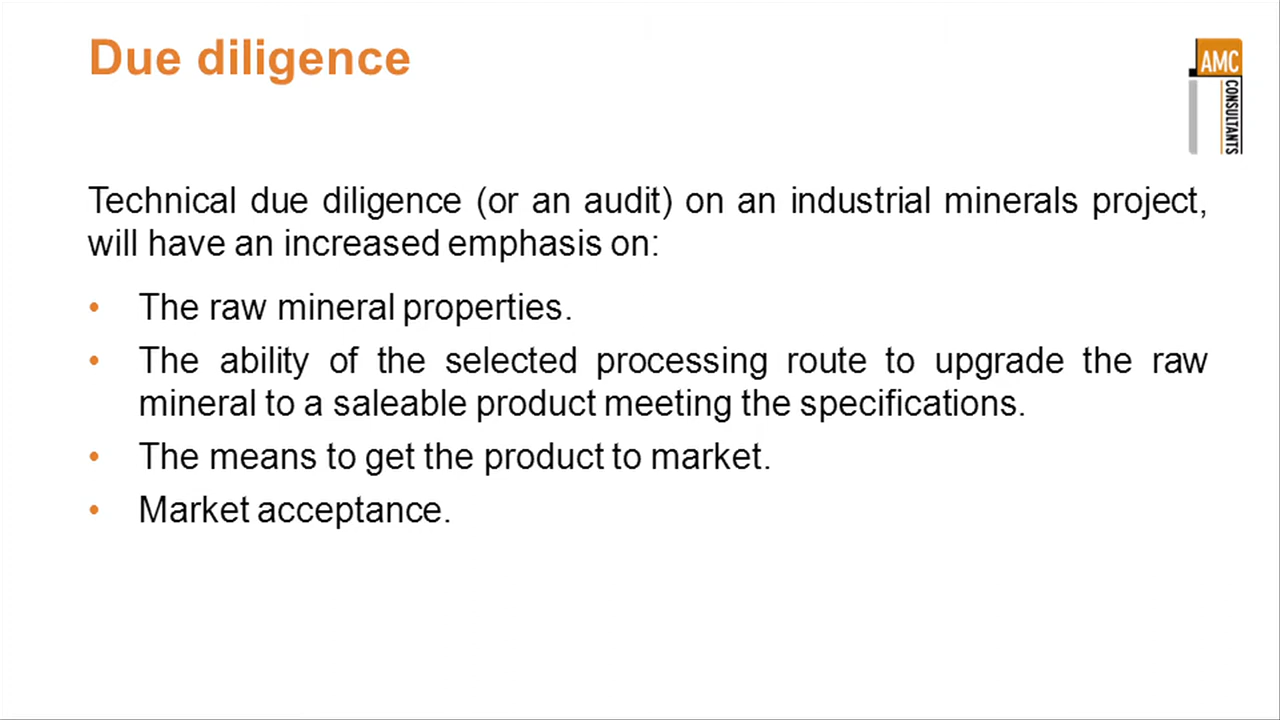 Due diligence
AMC
CONSULTANTS
Technical due diligence (or an audit) on an industrial minerals project,
will have an increased emphasis on:
• The raw mineral properties.
• The ability of the selected processing route to upgrade the raw
mineral to a saleable product meeting the specifications.
• The means to get the product to market.
• Market acceptance.